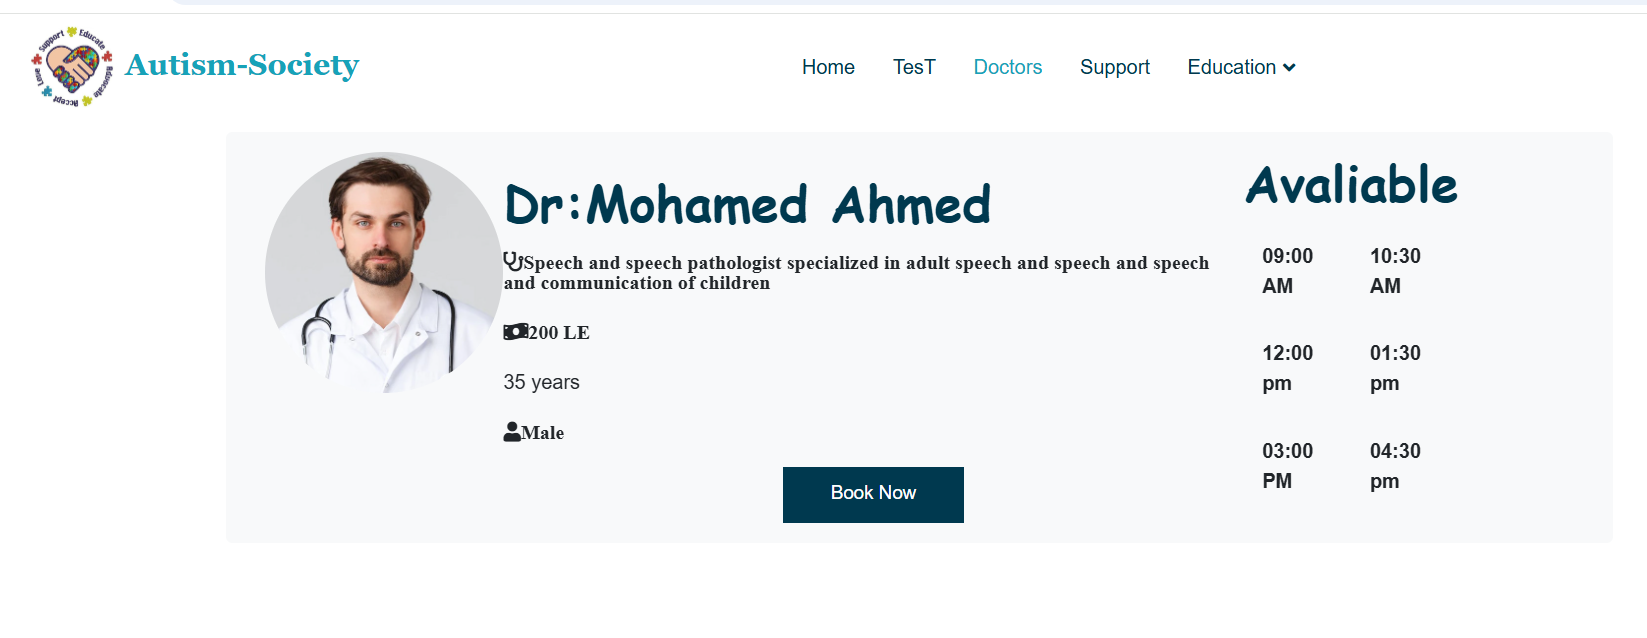 Support Educate Advocate Accept Love
Autism-Society
Home TesT Doctors Support Education
Dr:Mohamed Ahmed
Speech and speech pathologist specialized in adult speech and speech and speech
and communication of children
200 LE
35 years
Male
Book Now
Avaliable
09:00 10:30
AM AM
12:00 01:30
pm pm
03:00 04:30
PM pm